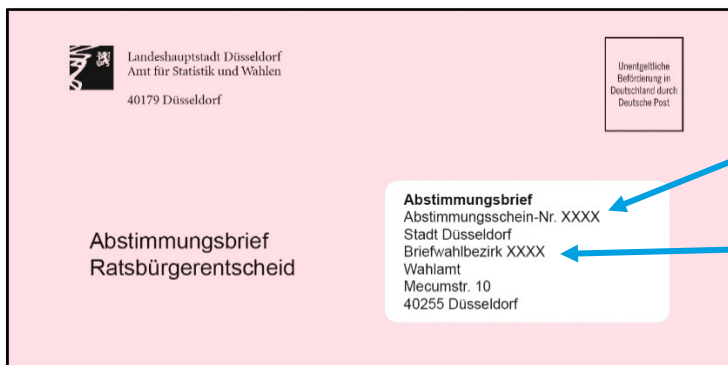 Landeshauptstadt Düsseldorf
Amt für Statistik und Wahlen
40179 Düsseldorf
Unentgeltliche
Beförderung in
Deutschland durch
Deutsche Post
Abstimmungsbrief
Ratsbürgerentscheid
Abstimmungsbrief
Abstimmungsschein-Nr. XXXX
Stadt Düsseldorf
Briefwahlbezirk XXXX
Wahlamt
Mecumstr. 10
40255 Düsseldorf